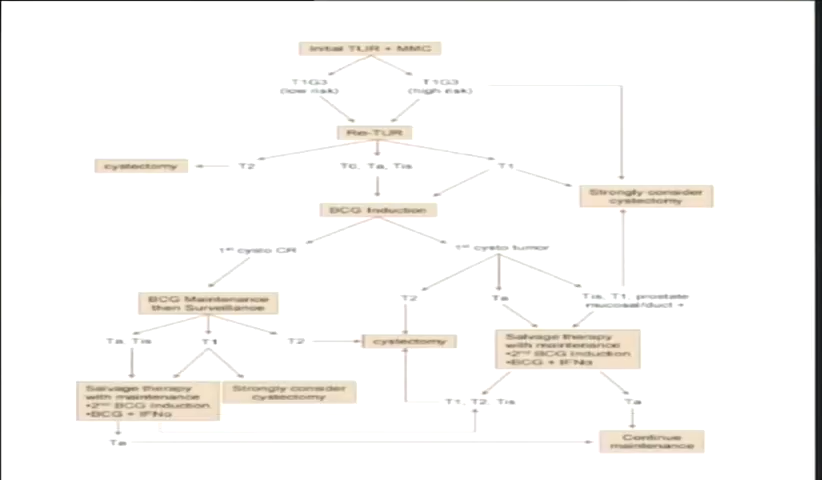 Initial TUR + MMC
T1G3
(low risk)
T1G3
(high risk)
Re-TUR
cystectomy
T2
T0, Ta, Tis
T1
Strongly consider
cystectomy
BCG Induction
1st cysto CR
1st cysto tumor
BCG Maintenance
then Surveillance
T2
Ta
Tis, T1, prostate
mucosal/duct +
Ta, Tis
T1
T2
cystectomy
Salvage therapy
with maintenance
•2nd BCG induction
•BCG + IFNα
Salvage therapy
with maintenance
•2nd BCG induction
•BCG + IFNα
Strongly consider
cystectomy
T1, T2, Tis
Ta
Ta
Continue
maintenance